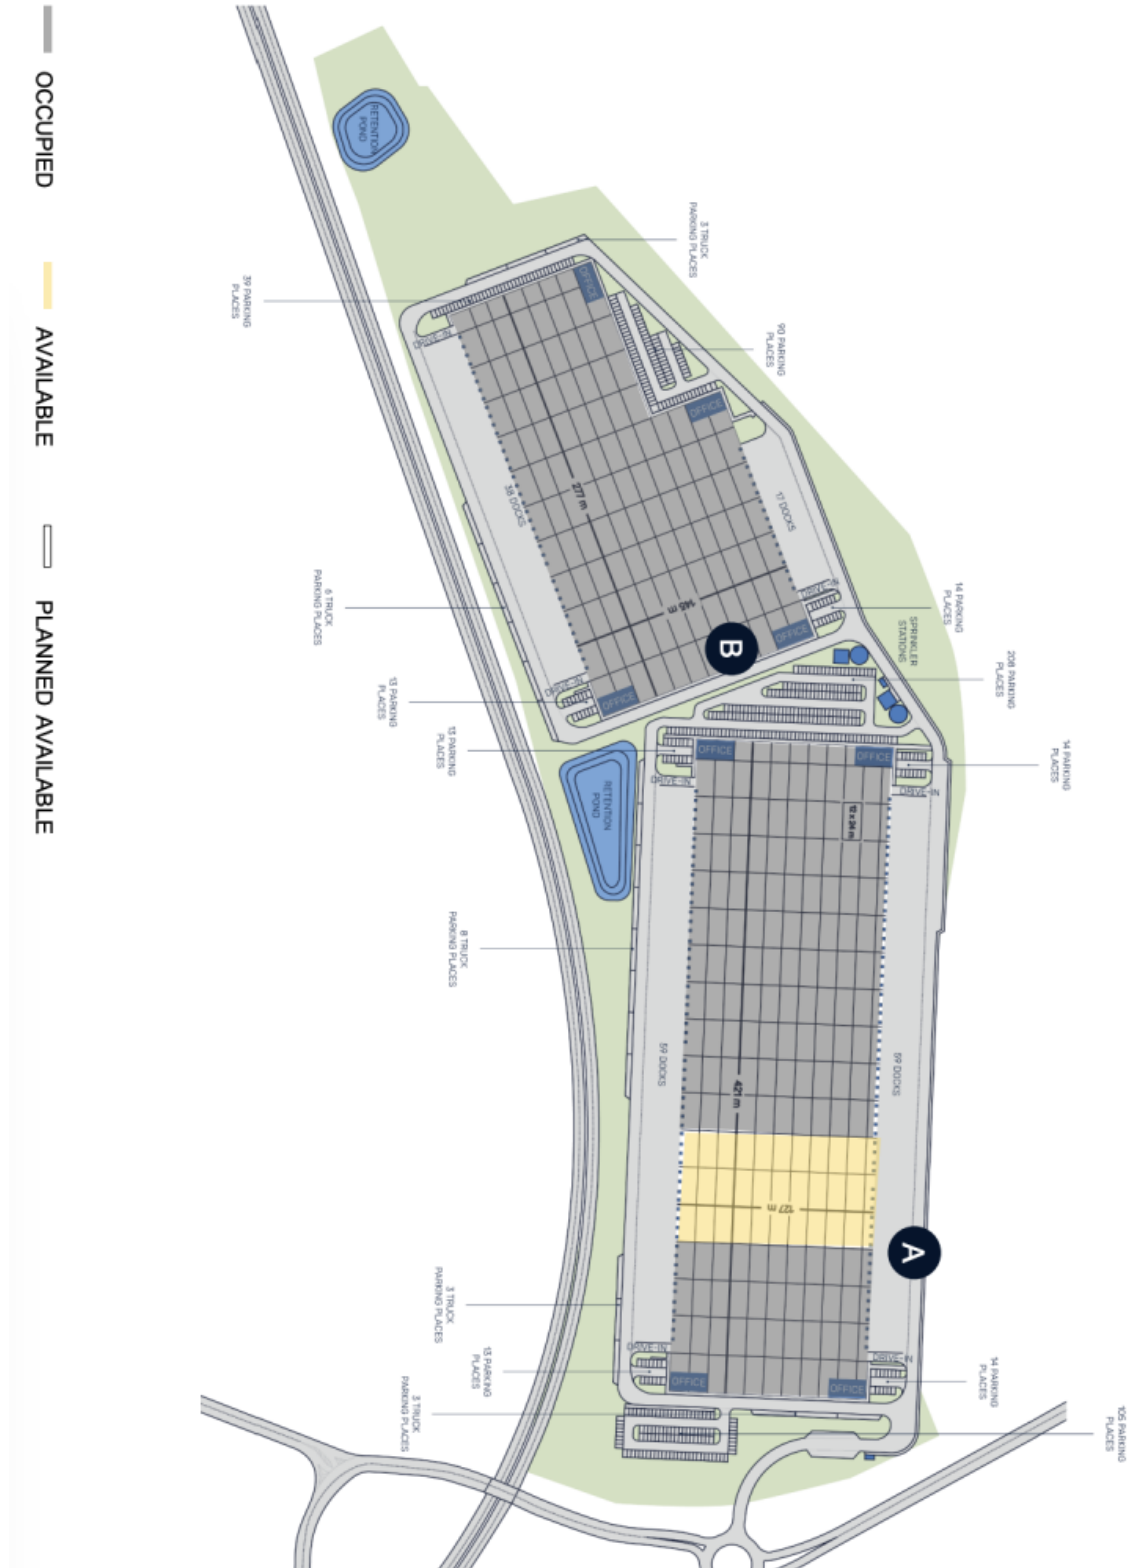 OCCUPIED
AVAILABLE
PLANNED AVAILABLE
RETENTION
POND
3 TRUCK
PARKING PLACES
39 PARKING
PLACES
OFFICE
DRIVE-IN
90 PARKING
PLACES
OFFICE
277 m
38 DOCKS
17 DOCKS
145 m
DRIVE-IN
14 PARKING
PLACES
SPRINKLER
STATIONS
6 TRUCK
PARKING PLACES
OFFICE
B
208 PARKING
PLACES
DRIVE-IN
OFFICE
13 PARKING
PLACES
13 PARKING
PLACES
14 PARKING
PLACES
OFFICE
OFFICE
DRIVE-IN
DRIVE-IN
RETENTION
POND
12 x 24 m
8 TRUCK
PARKING PLACES
59 DOCKS
59 DOCKS
421 m
127 m
A
3 TRUCK
PARKING PLACES
DRIVE-IN
DRIVE-IN
13 PARKING
PLACES
OFFICE
OFFICE
14 PARKING
PLACES
3 TRUCK
PARKING PLACES
105 PARKING
PLACES